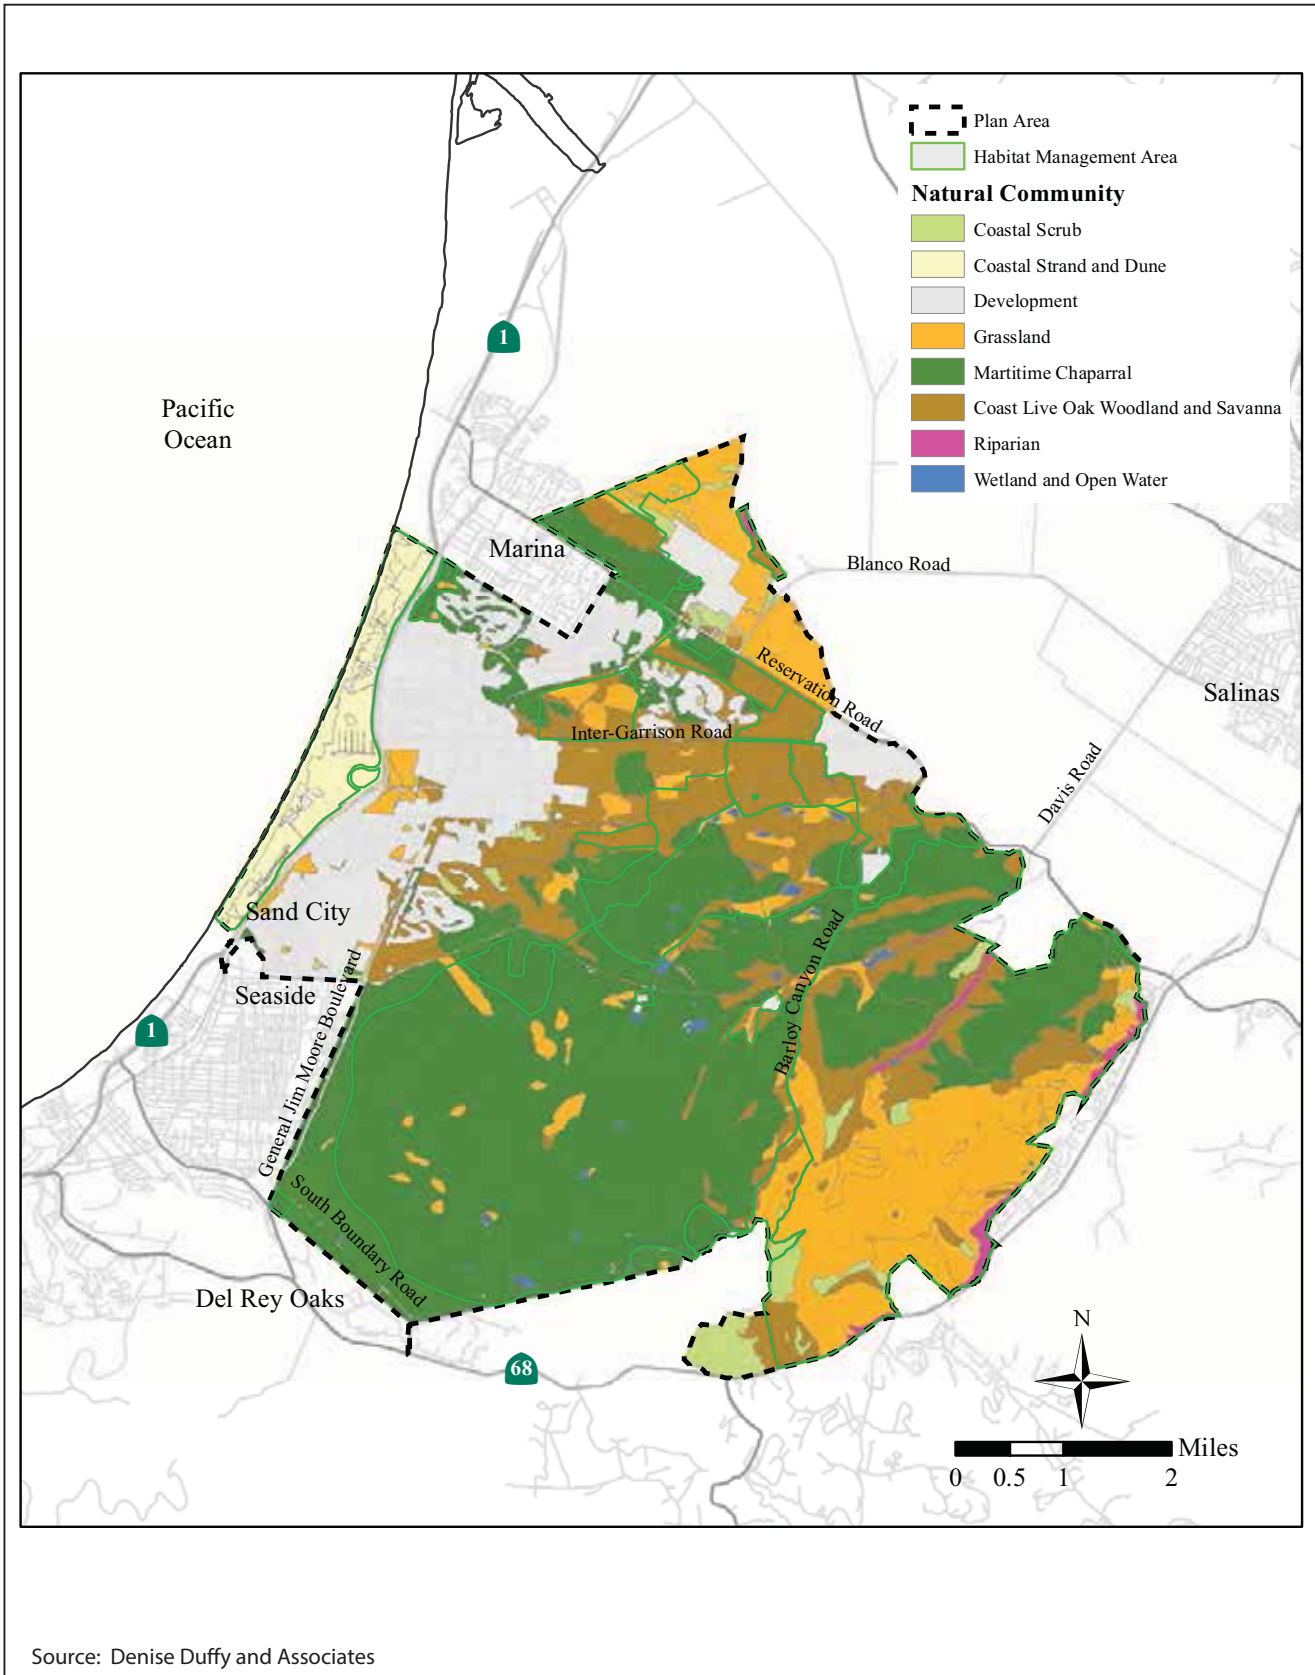 Plan Area
Habitat Management Area
Natural Community
Coastal Scrub
Coastal Strand and Dune
Development
Grassland
Martitime Chaparral
Coast Live Oak Woodland and Savanna
Riparian
Wetland and Open Water
1
Pacific
Ocean
Marina
Blanco Road
Reservation Road
Salinas
Inter-Garrison Road
Davis Road
Sand City
Seaside
General Jim Moore Boulevard
Barloy Canyon Road
1
South Boundary Road
Del Rey Oaks
68
N
Miles
0 0.5 1 2
Source: Denise Duffy and Associates